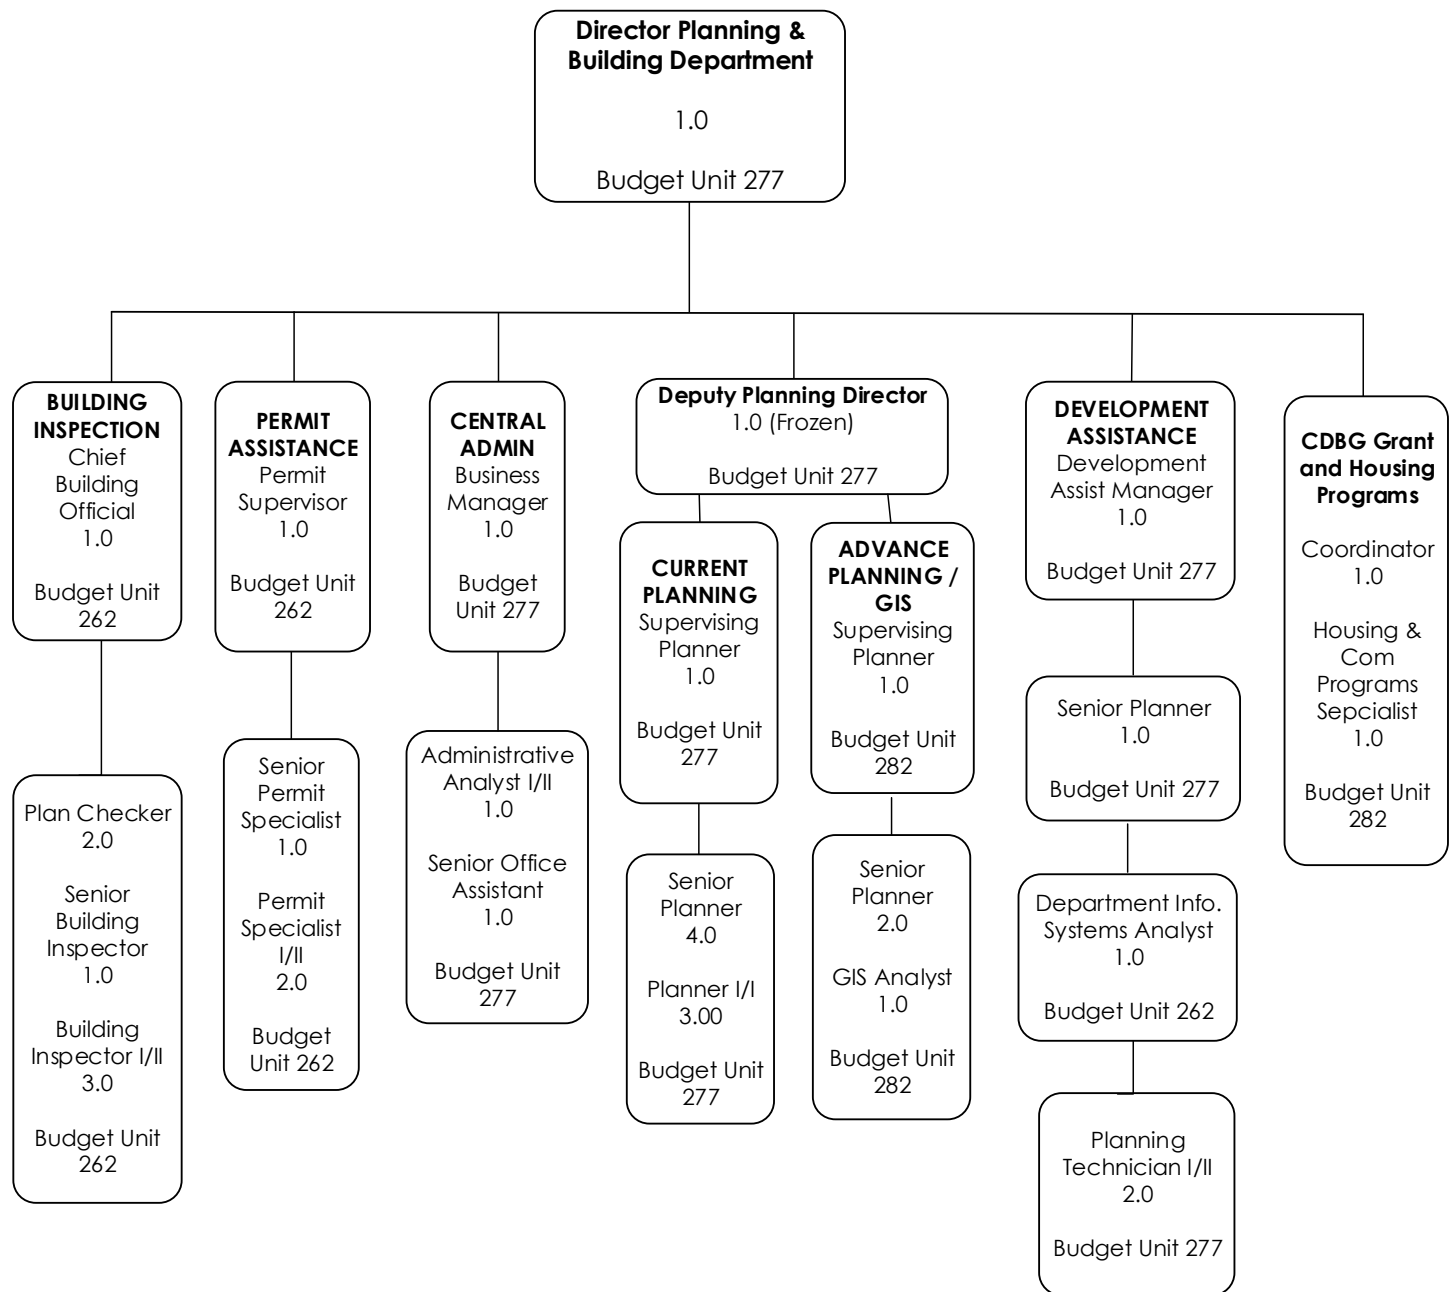 Director Planning &
Building Department
1.0
Budget Unit 277
BUILDING
INSPECTION
Chief
Building
Official
1.0
Budget Unit
262
Plan Checker
2.0
Senior
Building
Inspector
1.0
Building
Inspector I/II
3.0
Budget Unit
262
PERMIT
ASSISTANCE
Permit
Supervisor
1.0
Budget Unit
262
Senior
Permit
Specialist
1.0
Permit
Specialist
I/II
2.0
Budget
Unit 262
CENTRAL
ADMIN
Business
Manager
1.0
Budget
Unit 277
Administrative
Analyst I/II
1.0
Senior Office
Assistant
1.0
Budget Unit
277
Deputy Planning Director
1.0 (Frozen)
Budget Unit 277
CURRENT
PLANNING
Supervising
Planner
1.0
Budget Unit
277
Senior
Planner
4.0
Planner I/I
3.00
Budget Unit
277
ADVANCE
PLANNING /
GIS
Supervising
Planner
1.0
Budget Unit
282
Senior
Planner
2.0
GIS Analyst
1.0
Budget Unit
282
DEVELOPMENT
ASSISTANCE
Development
Assist Manager
1.0
Budget Unit 277
Senior Planner
1.0
Budget Unit 277
Department Info.
Systems Analyst
1.0
Budget Unit 262
Planning
Technician I/II
2.0
Budget Unit 277
CDBG Grant
and Housing
Programs
Coordinator
1.0
Housing &
Com
Programs
Sepcialist
1.0
Budget Unit
282